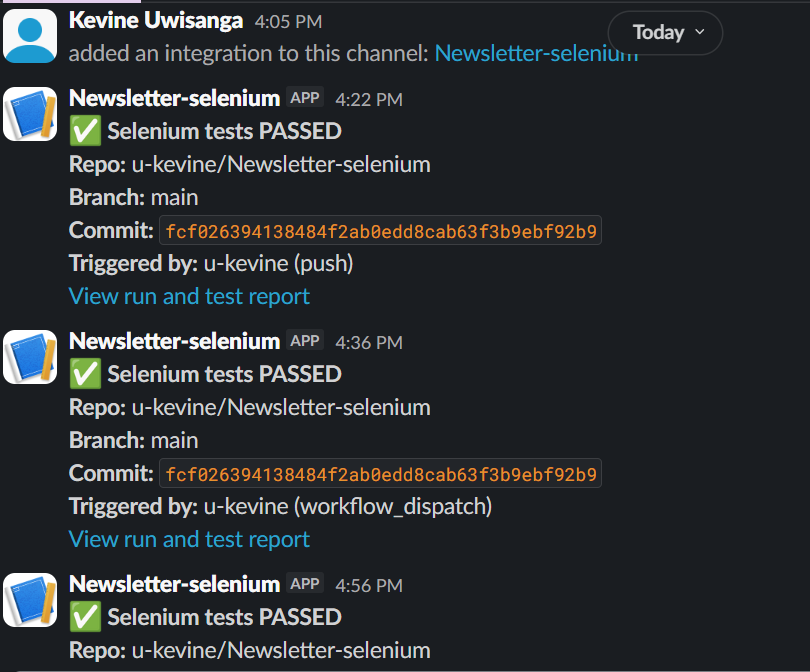 Kevine Uwisanga 4:05 PM
Today
added an integration to this channel: Newsletter-selenium
Newsletter-selenium APP 4:22 PM
✅ Selenium tests PASSED
Repo: u-kevine/Newsletter-selenium
Branch: main
Commit: fcf026394138484f2ab0edd8cab63f3b9ebf92b9
Triggered by: u-kevine (push)
View run and test report
Newsletter-selenium APP 4:36 PM
✅ Selenium tests PASSED
Repo: u-kevine/Newsletter-selenium
Branch: main
Commit: fcf026394138484f2ab0edd8cab63f3b9ebf92b9
Triggered by: u-kevine (workflow_dispatch)
View run and test report
Newsletter-selenium APP 4:56 PM
✅ Selenium tests PASSED
Repo: u-kevine/Newsletter-selenium